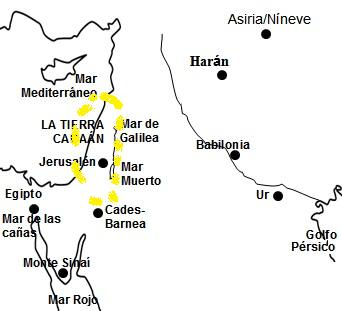 Asiria/Níneve
Harán
Mar
Mediterráneo
LA TIERRA
CANAÁN
Mar de
Galilea
Babilonia
Jerusalén
Mar
Muerto
Egipto
Ur
Mar de las
cañas
Cades-
Barnea
Golfo
Pérsico
Monte Sinaí
Mar Rojo